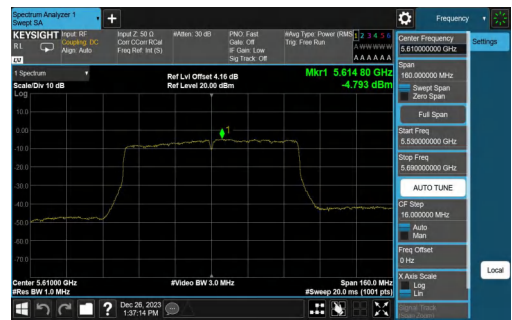 Spectrum Analyzer 1
Swept SA
+
Frequency
KEYSIGHT
RL
LV
Input: RF
Coupling: DC
Align: Auto
Input Z: 50 Ω
Corr CCorr RCal
Freq Ref: Int (S)
#Atten: 30 dB
PNO: Fast
Gate: Off
IF Gain: Low
Sig Track: Off
#Avg Type: Power (RMS
Trig: Free Run
1 2 3 4 5 6
A W W W W W
A A A A A A
Center Frequency
5.610000000 GHz
Settings
1 Spectrum
Scale/Div 10 dB
Log
Ref Lvl Offset 4.16 dB
Ref Level 20.00 dBm
Mkr1 5.614 80 GHz
-4.793 dBm
Span
160.000000 MHz
Swept Span
Zero Span
Full Span
Start Freq
5.530000000 GHz
Stop Freq
5.690000000 GHz
AUTO TUNE
CF Step
16.000000 MHz
Auto
Man
Freq Offset
0 Hz
X Axis Scale
Log
Lin
Signal Track
Local
10.0
0.00
-10.0
-20.0
-30.0
-40.0
-50.0
-60.0
-70.0
1
Center 5.61000 GHz
#Res BW 1.0 MHz
#Video BW 3.0 MHz
Span 160.0 MHz
#Sweep 20.0 ms (1001 pts)
?
Dec 26, 2023
1:37:14 PM